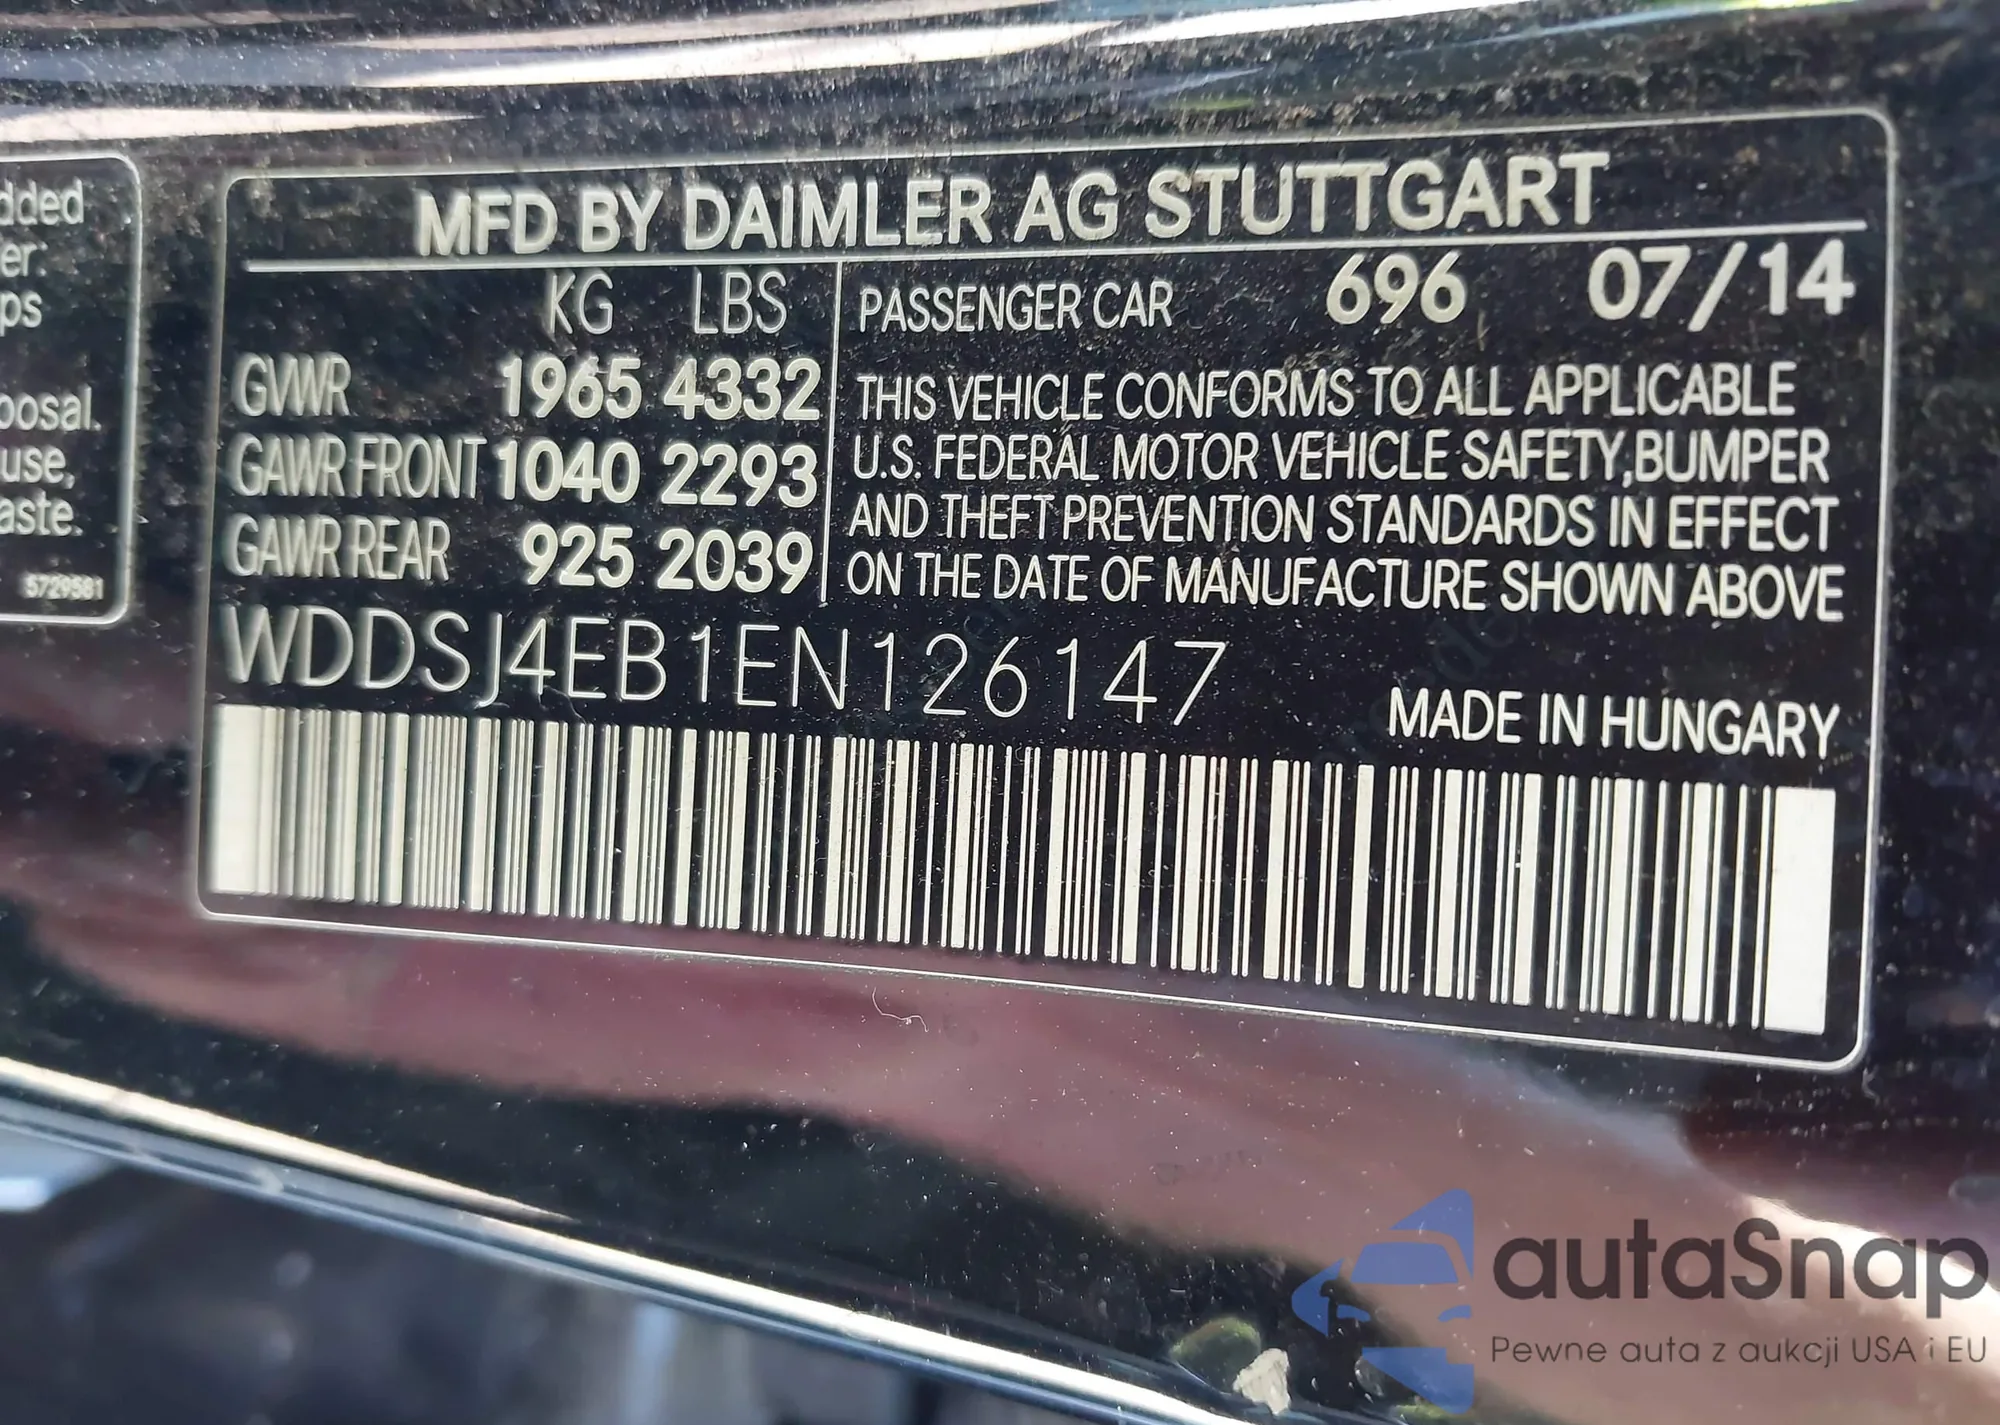 dded
er:
ps
posal.
use,
aste.
5729581
MFD BY DAIMLER AG STUTTGART
KG LBS
GVWR 1965 4332
GAWR FRONT 1040 2293
GAWR REAR 925 2039
PASSENGER CAR 696 07/14
THIS VEHICLE CONFORMS TO ALL APPLICABLE
U.S. FEDERAL MOTOR VEHICLE SAFETY,BUMPER
AND THEFT PREVENTION STANDARDS IN EFFECT
ON THE DATE OF MANUFACTURE SHOWN ABOVE
WDDSJ4EB1EN126147
MADE IN HUNGARY
autaSnap
Pewne auta z aukcji USA i EU